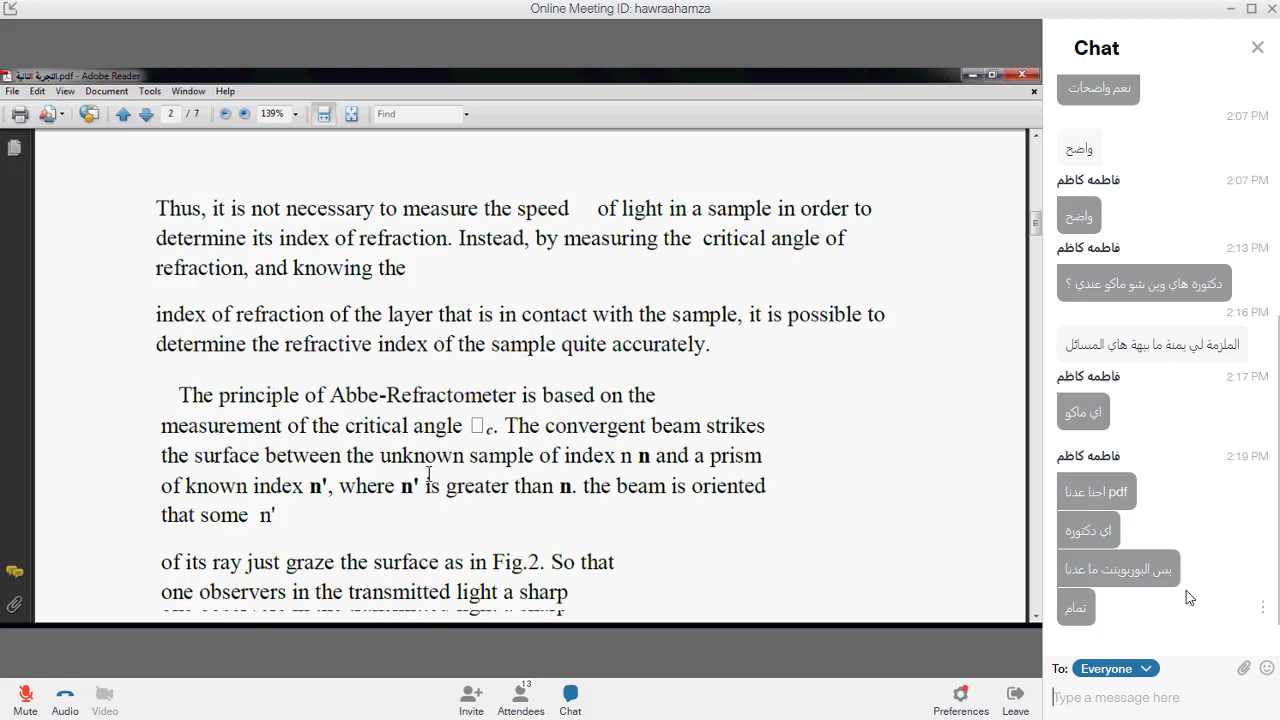 Online Meeting ID: hawraahamza
التجربة الثانية.pdf - Adobe Reader
File Edit View Document Tools Window Help
2 / 7 139% Find
Thus, it is not necessary to measure the speed of light in a sample in order to
determine its index of refraction. Instead, by measuring the critical angle of
refraction, and knowing the
index of refraction of the layer that is in contact with the sample, it is possible to
determine the refractive index of the sample quite accurately.
The principle of Abbe-Refractometer is based on the
measurement of the critical angle □c. The convergent beam strikes
the surface between the unknown sample of index n n and a prism
of known index n', where n' is greater than n. the beam is oriented
that some n'
of its ray just graze the surface as in Fig.2. So that
one observers in the transmitted light a sharp
Chat
نعم واضحات
2:07 PM
واضح
فاطمه كاظم 2:07 PM
واضح
فاطمه كاظم 2:13 PM
دكتوره هاي وين شو ماكو عندي ؟
2:16 PM
الملزمة لي يمنة ما بيهة هاي المسائل
فاطمه كاظم 2:17 PM
اي ماكو
فاطمه كاظم 2:19 PM
احنا عدنا pdf
اي دكتوره
بس البوربوينت ما عدنا
تمام
To: Everyone
Type a message here
Mute Audio Video Invite 13 Attendees Chat Preferences Leave